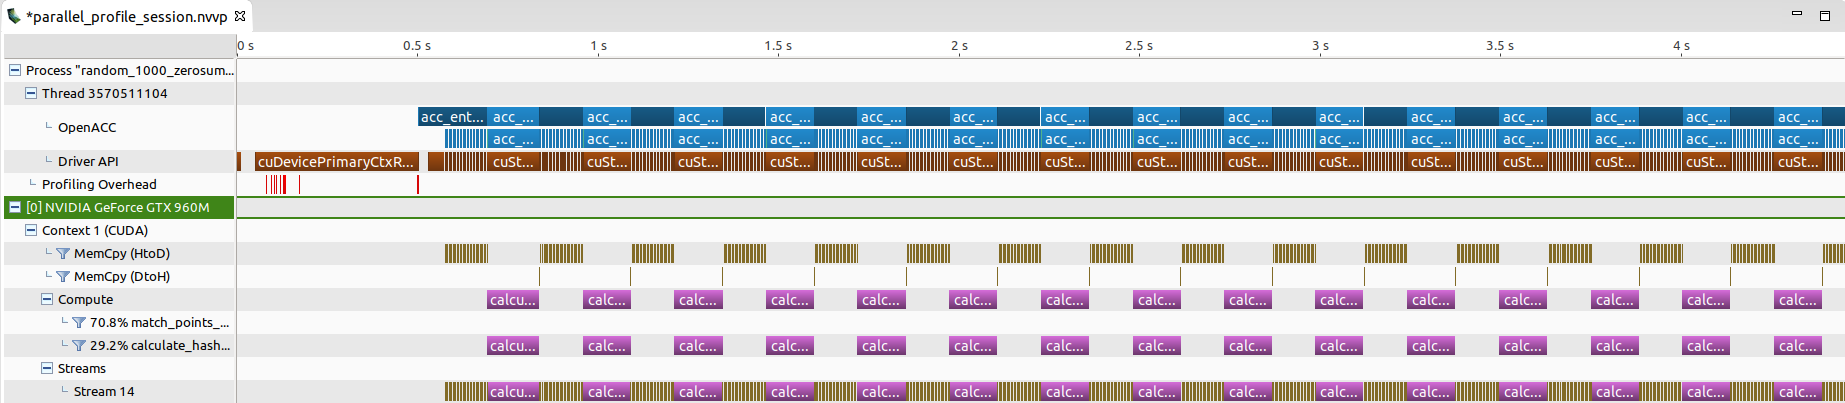 *parallel_profile_session.nvvp
0 s 0.5 s 1 s 1.5 s 2 s 2.5 s 3 s 3.5 s 4 s
Process "random_1000_zerosum...
Thread 3570511104
OpenACC
acc_ent... acc_... acc_... acc_... acc_... acc_... acc_... acc_... acc_... acc_... acc_... acc_... acc_... acc_... acc_... acc_...
acc_... acc_... acc_... acc_... acc_... acc_... acc_... acc_... acc_... acc_... acc_... acc_... acc_... acc_... acc_...
Driver API cuDevicePrimaryCtxR... cuSt... cuSt... cuSt... cuSt... cuSt... cuSt... cuSt... cuSt... cuSt... cuSt... cuSt... cuSt... cuSt... cuSt... cuSt...
Profiling Overhead
[0] NVIDIA GeForce GTX 960M
Context 1 (CUDA)
MemCpy (HtoD)
MemCpy (DtoH)
Compute calcu... calc... calc... calc... calc... calc... calc... calc... calc... calc... calc... calc... calc... calc... calc...
70.8% match_points_...
29.2% calculate_hash... calcu... calc... calc... calc... calc... calc... calc... calc... calc... calc... calc... calc... calc... calc... calc...
Streams
Stream 14 calcu... calc... calc... calc... calc... calc... calc... calc... calc... calc... calc... calc... calc... calc... calc...